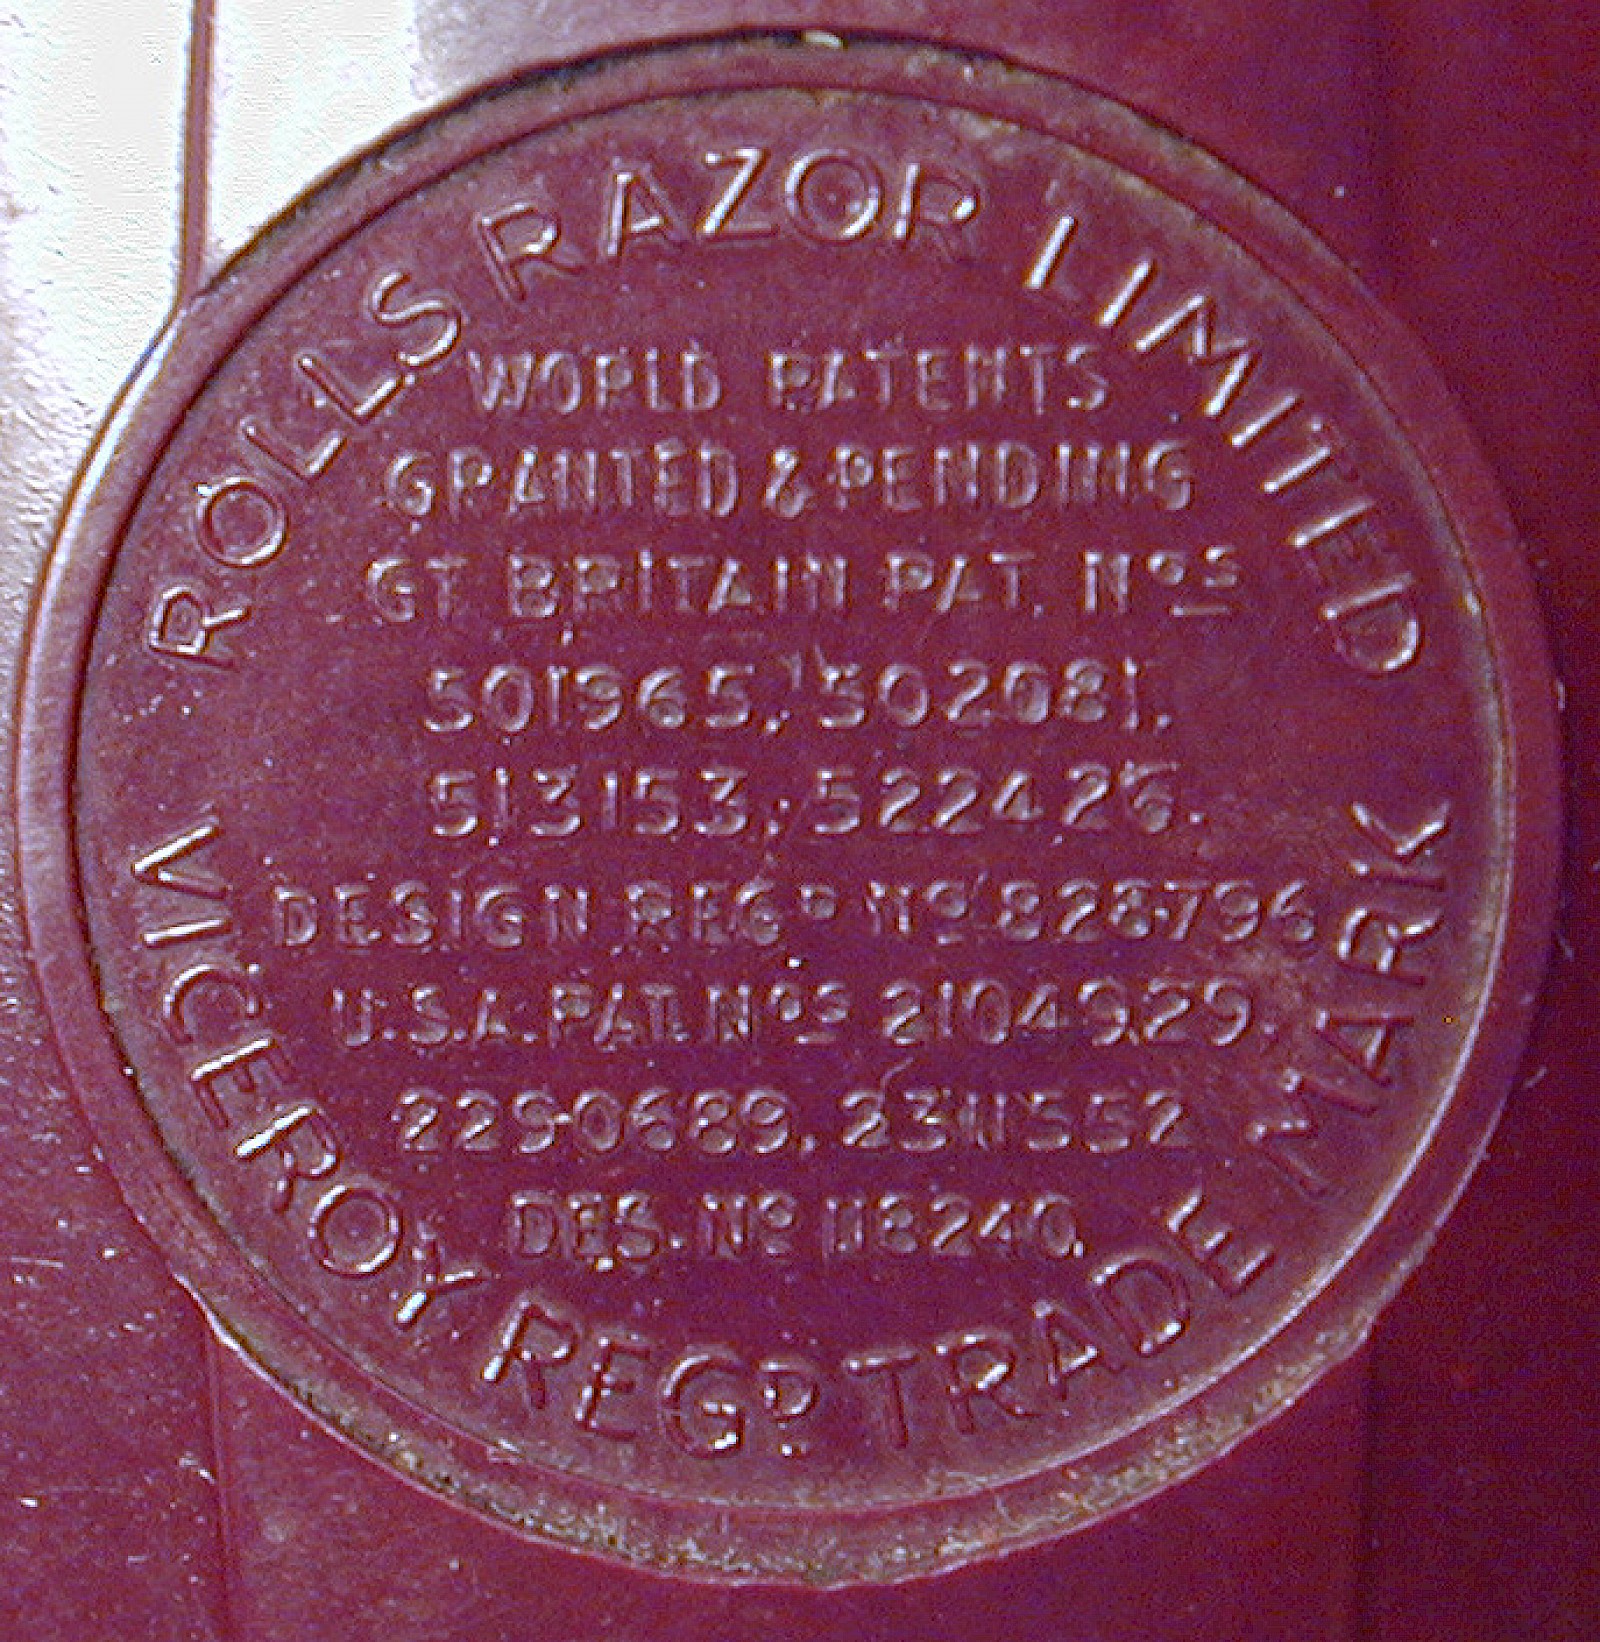 ROLLS RAZOR LIMITED
WORLD PATENTS
GRANTED & PENDING
GT BRITAIN PAT. Nos
501965, 502081,
513153, 522426.
DESIGN REGD No 828796
U.S.A. PAT. Nos 2104929.
2290689, 2311552
DES. No 118240.
VICEROY REGD TRADE MARK